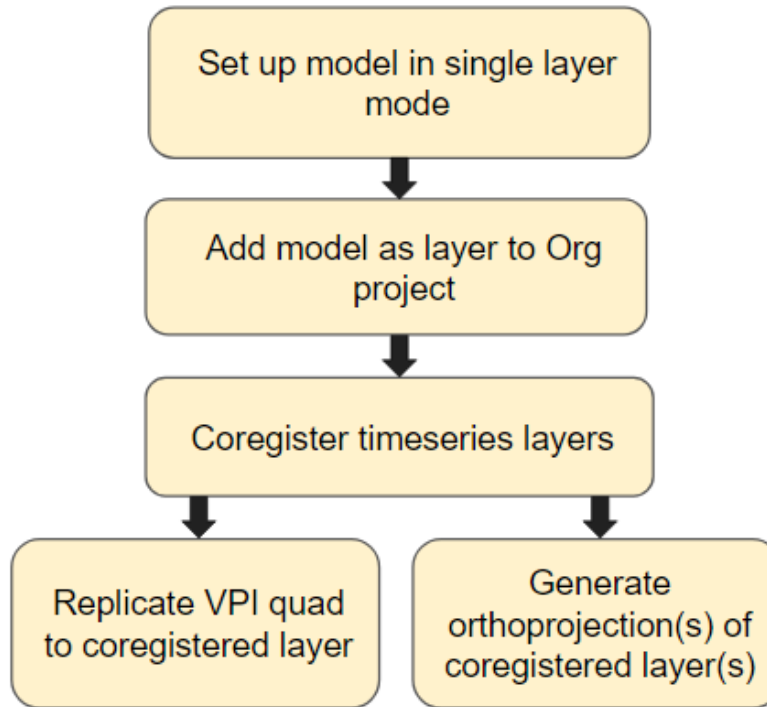 Set up model in single layer
mode
Add model as layer to Org
project
Coregister timeseries layers
Replicate VPI quad
to coregistered layer
Generate
orthoprojection(s) of
coregistered layer(s)